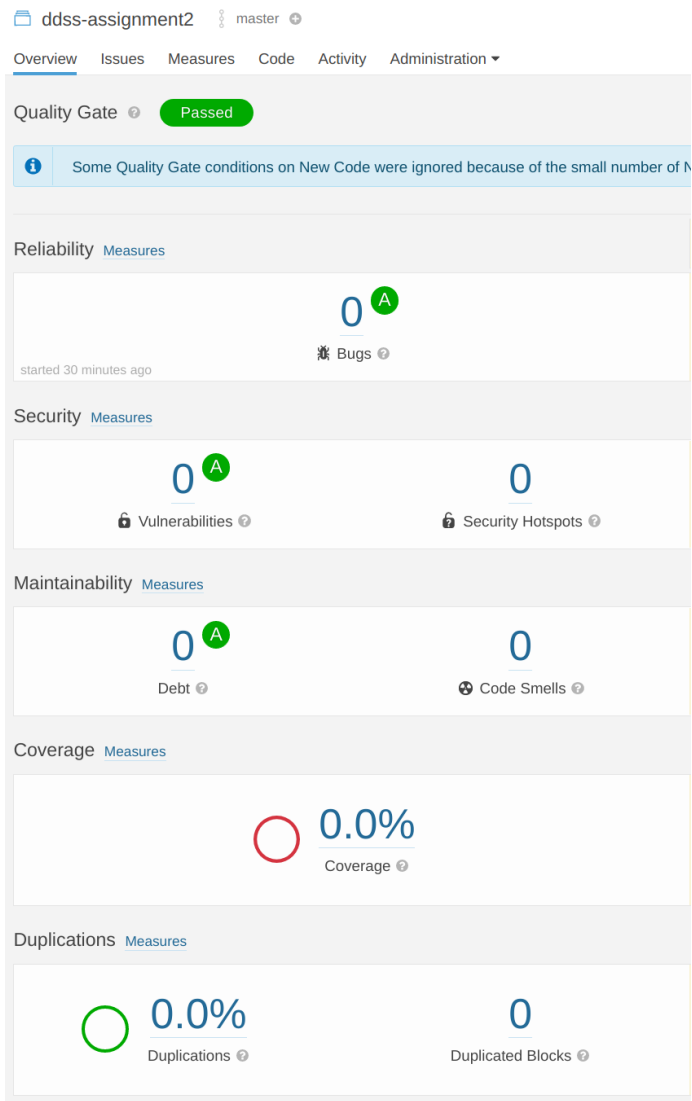 ddss-assignment2 master
Overview Issues Measures Code Activity Administration
Quality Gate ? Passed
Some Quality Gate conditions on New Code were ignored because of the small number of N
Reliability Measures
0 A
Bugs ?
started 30 minutes ago
Security Measures
0 A 0
Vulnerabilities ? Security Hotspots ?
Maintainability Measures
0 A 0
Debt ? Code Smells ?
Coverage Measures
0.0%
Coverage ?
Duplications Measures
0.0% 0
Duplications ? Duplicated Blocks ?